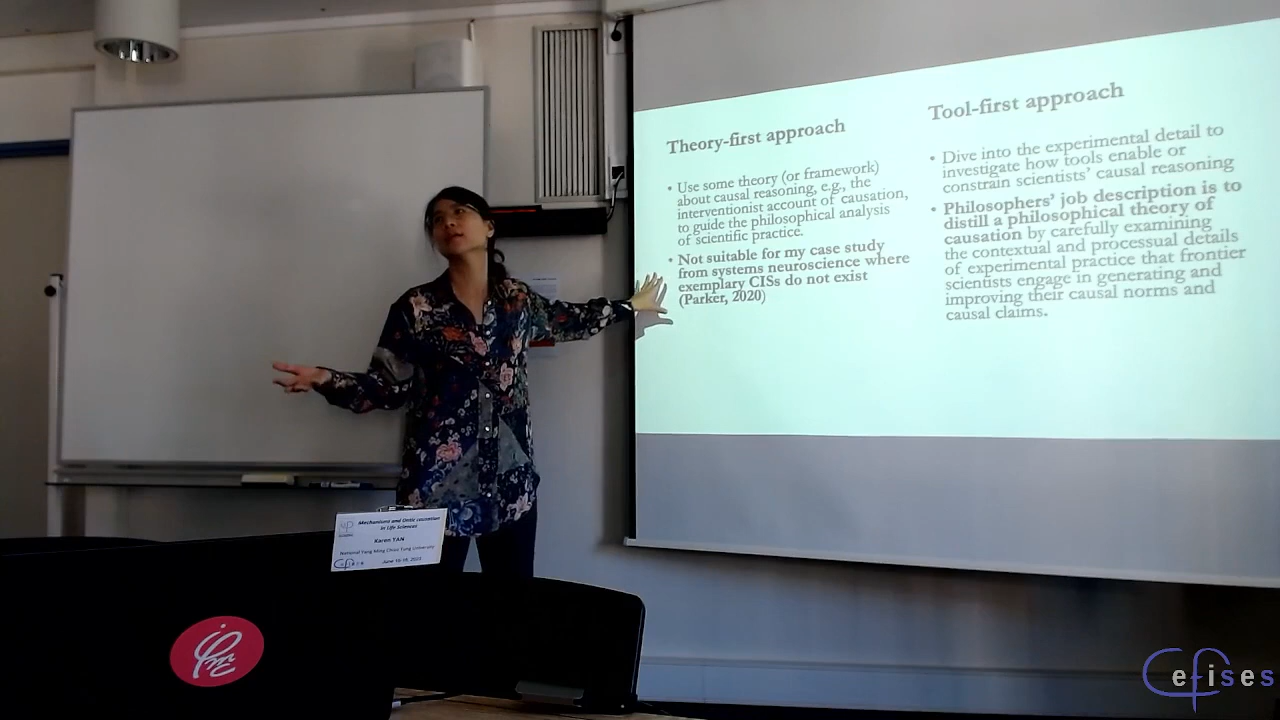 Theory-first approach
• Use some theory (or framework)
about causal reasoning, e.g., the
interventionist account of causation,
to guide the philosophical analysis
of scientific practice.
• Not suitable for my case study
from systems neuroscience where
exemplary CISs do not exist
(Parker, 2020)
Tool-first approach
• Dive into the experimental detail to
investigate how tools enable or
constrain scientists' causal reasoning
• Philosophers' job description is to
distill a philosophical theory of
causation by carefully examining
the contextual and processual details
of experimental practice that frontier
scientists engage in generating and
improving their causal norms and
causal claims.
Mechanisms and Ontic causation
in Life Sciences
Karen YAN
National Yang Ming Chiao Tung University
Cefises